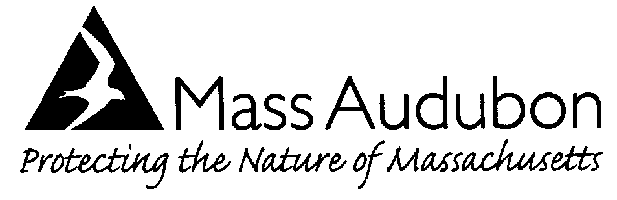 Mass Audubon
Protecting the Nature of Massachusetts